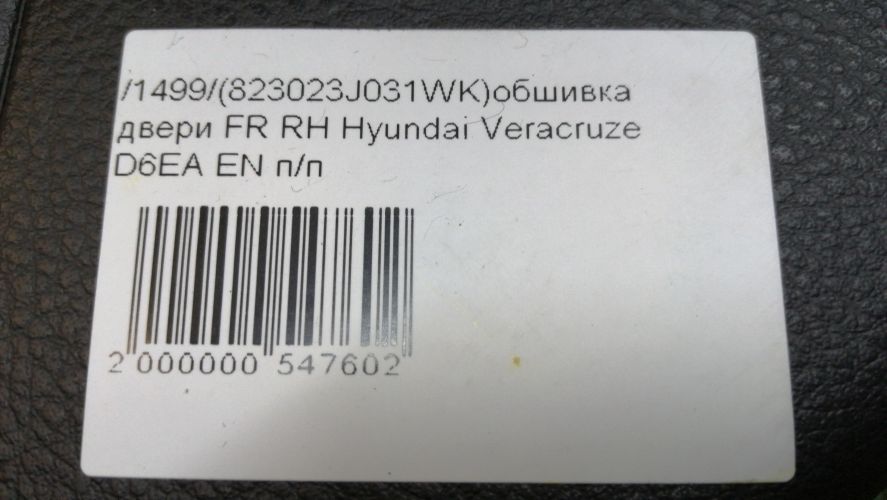 /1499/(823023J031WK)обшивка
двери FR RH Hyundai Veracruze
D6EA EN п/п
2 000000 547602